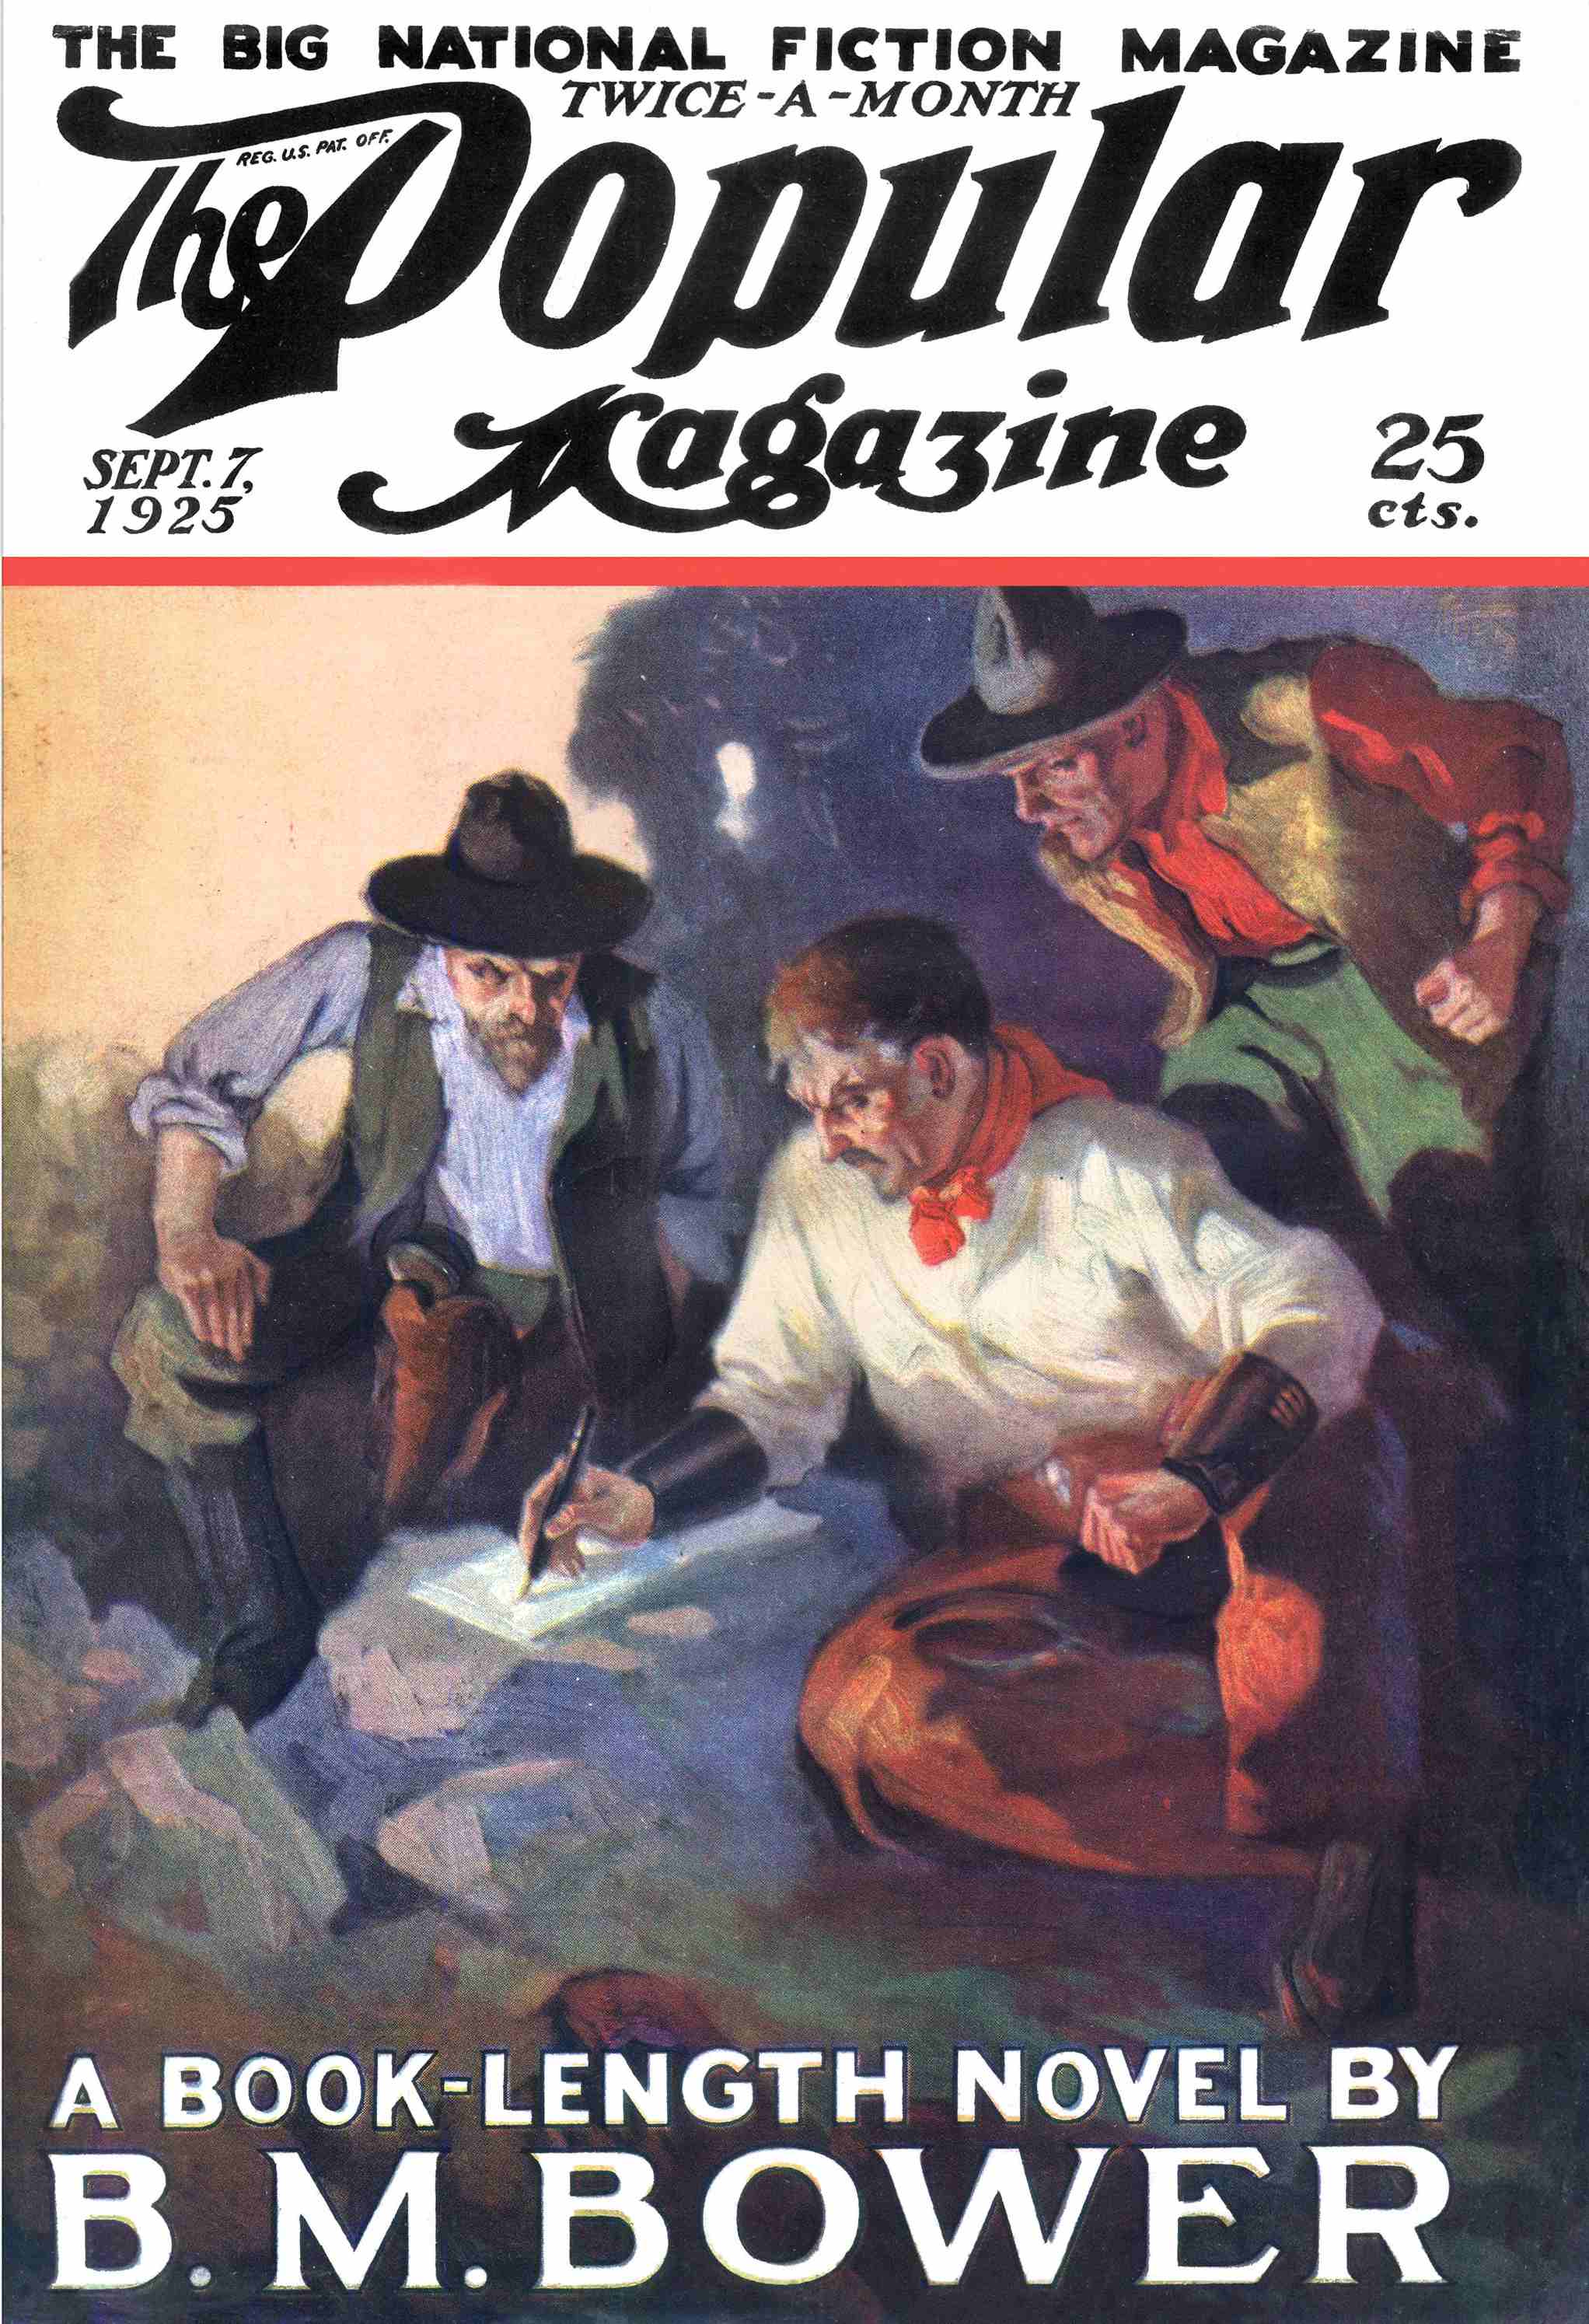 THE BIG NATIONAL FICTION MAGAZINE
TWICE-A-MONTH
The Popular
REG. U.S. PAT. OFF.
Magazine
SEPT. 7,
1925
25
cts.
A BOOK-LENGTH NOVEL BY
B. M. BOWER